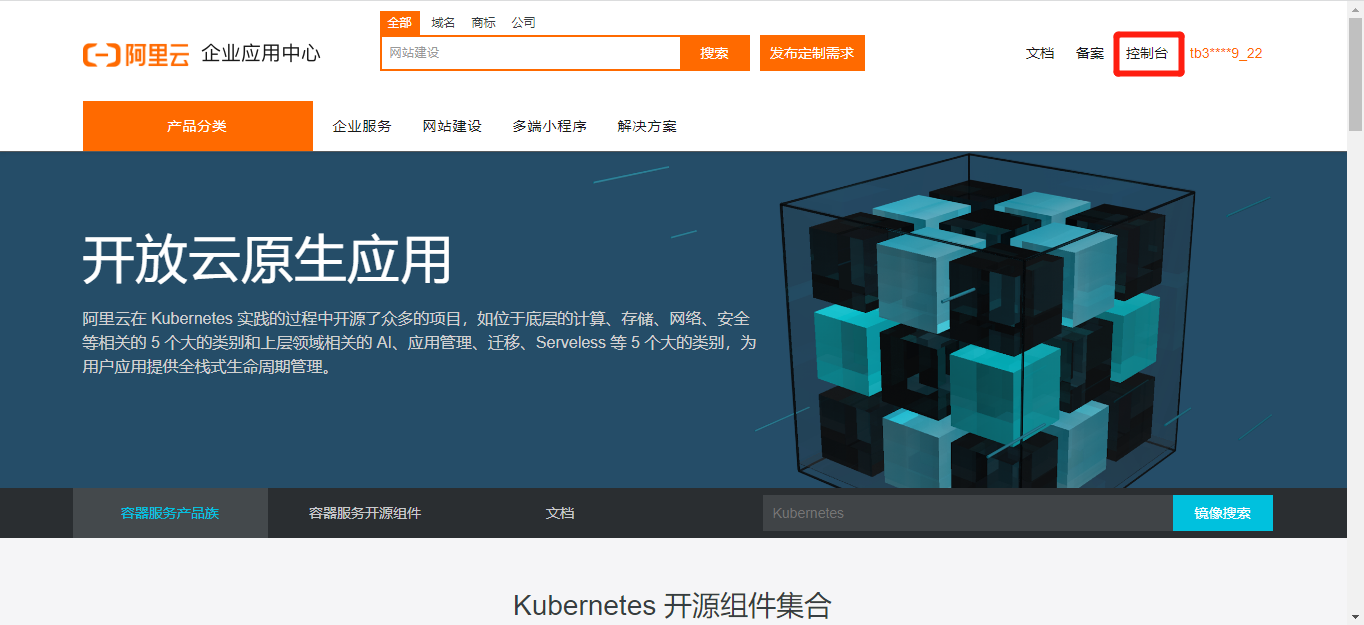 全部 域名 商标 公司
阿里云 企业应用中心
网站建设 搜索 发布定制需求
文档 备案 控制台 tb3****9_22
产品分类 企业服务 网站建设 多端小程序 解决方案
开放云原生应用
阿里云在 Kubernetes 实践的过程中开源了众多的项目，如位于底层的计算、存储、网络、安全
等相关的 5 个大的类别和上层领域相关的 AI、应用管理、迁移、Serveless 等 5 个大的类别，为
用户应用提供全栈式生命周期管理。
容器服务产品族 容器服务开源组件 文档 Kubernetes 镜像搜索
Kubernetes 开源组件集合